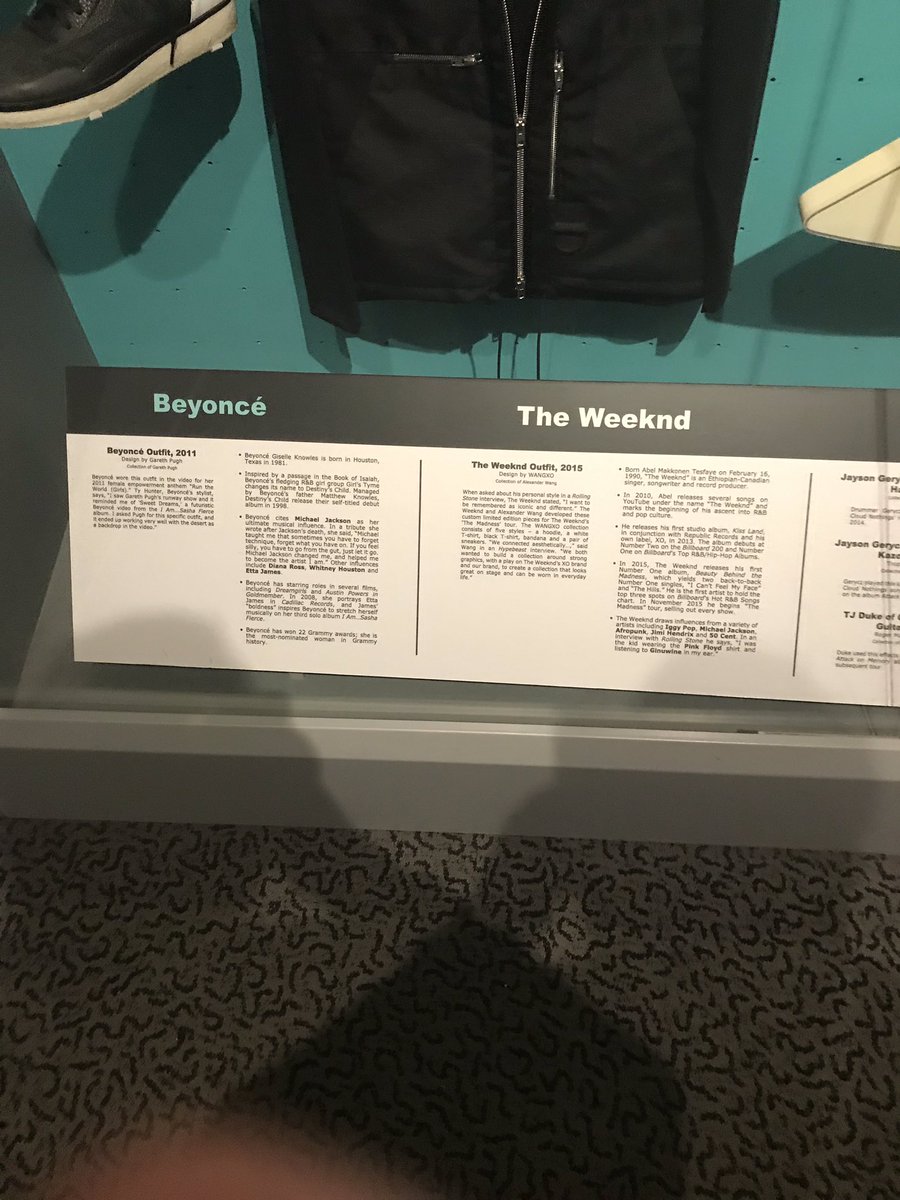 Beyoncé
Beyoncé Outfit, 2011
Design by Gareth Pugh
Collection of Gareth Pugh
Beyoncé wore this outfit in the video for her
2011 female empowerment anthem "Run the
World (Girls)." Ty Hunter, Beyoncé's stylist,
says, "I saw Gareth Pugh's runway show and it
reminded me of 'Sweet Dreams,' a futuristic
Beyoncé video from the I Am...Sasha Fierce
album. I asked Pugh for this specific outfit, and
it ended up working very well with the desert as
a backdrop in the video."
• Beyoncé Giselle Knowles is born in Houston,
Texas in 1981.
• Inspired by a passage in the Book of Isaiah,
Beyoncé's fledgling R&B girl group Girl's Tyme
changes its name to Destiny's Child. Managed
by Beyoncé's father Matthew Knowles,
Destiny's Child release their self-titled debut
album in 1998.
• Beyoncé cites Michael Jackson as her
ultimate musical influence. In a tribute she
wrote after Jackson's death, she said, "Michael
taught me that sometimes you have to forget
technique, forget what you have on. If you feel
silly, you have to go from the gut, just let it go.
Michael Jackson changed me, and helped me
to become the artist I am." Other influences
include Diana Ross, Whitney Houston and
Etta James.
• Beyoncé has starring roles in several films,
including Dreamgirls and Austin Powers in
Goldmember. In 2008, she portrays Etta
James in Cadillac Records, and James'
"boldness" inspires Beyoncé to stretch herself
musically on her third solo album I Am...Sasha
Fierce.
• Beyoncé has won 22 Grammy awards; she is
the most-nominated woman in Grammy
history.
The Weeknd
The Weeknd Outfit, 2015
Design by WANGXO
Collection of Alexander Wang
When asked about his personal style in a Rolling
Stone interview, The Weeknd stated, "I want to
be remembered as iconic and different." The
Weeknd and Alexander Wang developed these
custom limited edition pieces for The Weeknd's
'The Madness' tour. The WANGXO collection
consists of five styles – a hoodie, a white
T-shirt, black T-shirt, bandana and a pair of
sneakers. "We connected aesthetically...," said
Wang in an Hypebeast interview. "We both
wanted to build a collection around strong
graphics, with a play on The Weeknd's XO brand
and our brand, to create a collection that looks
great on stage and can be worn in everyday
life."
• Born Abel Makkonen Tesfaye on February 16,
1990, "The Weeknd" is an Ethiopian-Canadian
singer, songwriter and record producer.
• In 2010, Abel releases several songs on
YouTube under the name "The Weeknd" and
marks the beginning of his ascent into R&B
and pop culture.
• He releases his first studio album, Kiss Land,
in conjunction with Republic Records and his
own label, XO, in 2013. The album debuts at
Number Two on the Billboard 200 and Number
One on Billboard's Top R&B/Hip-Hop Albums.
• In 2015, The Weeknd releases his first
Number One album, Beauty Behind the
Madness, which yields two back-to-back
Number One singles, "I Can't Feel My Face"
and "The Hills." He is the first artist to hold the
top three spots on Billboard's Hot R&B Songs
chart. In November 2015 he begins "The
Madness" tour, selling out every show.
• The Weeknd draws influences from a variety of
artists including Iggy Pop, Michael Jackson,
Afropunk, Jimi Hendrix and 50 Cent. In an
interview with Rolling Stone he says, "I was
the kid wearing the Pink Floyd shirt and
listening to Ginuwine in my ear."
Jayson Gery
Drummer
Cloud Nothings
2014.
Jayson Geryc
Gerycz played
Cloud Nothings'
on the album
TJ Duke of
Guita
Duke used this
Attack on Memory
subsequent tour.